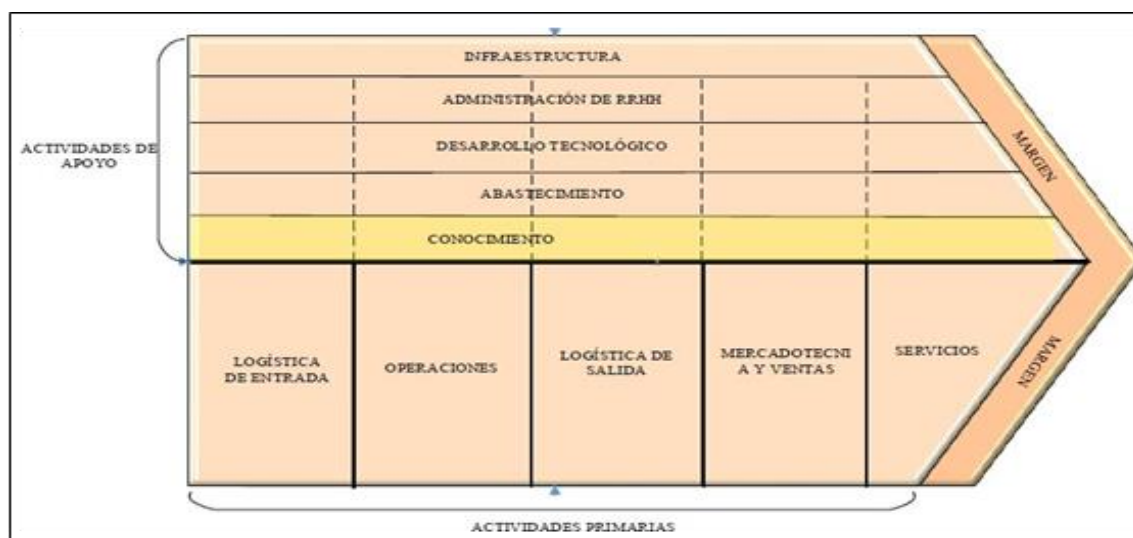 INFRAESTRUCTURA
ADMINISTRACIÓN DE RRHH
DESARROLLO TECNOLÓGICO
ABASTECIMIENTO
CONOCIMIENTO
ACTIVIDADES DE
APOYO
MARGEN
LOGÍSTICA
DE ENTRADA
OPERACIONES
LOGÍSTICA DE
SALIDA
MERCADOTECNI
A Y VENTAS
SERVICIOS
MARGEN
ACTIVIDADES PRIMARIAS